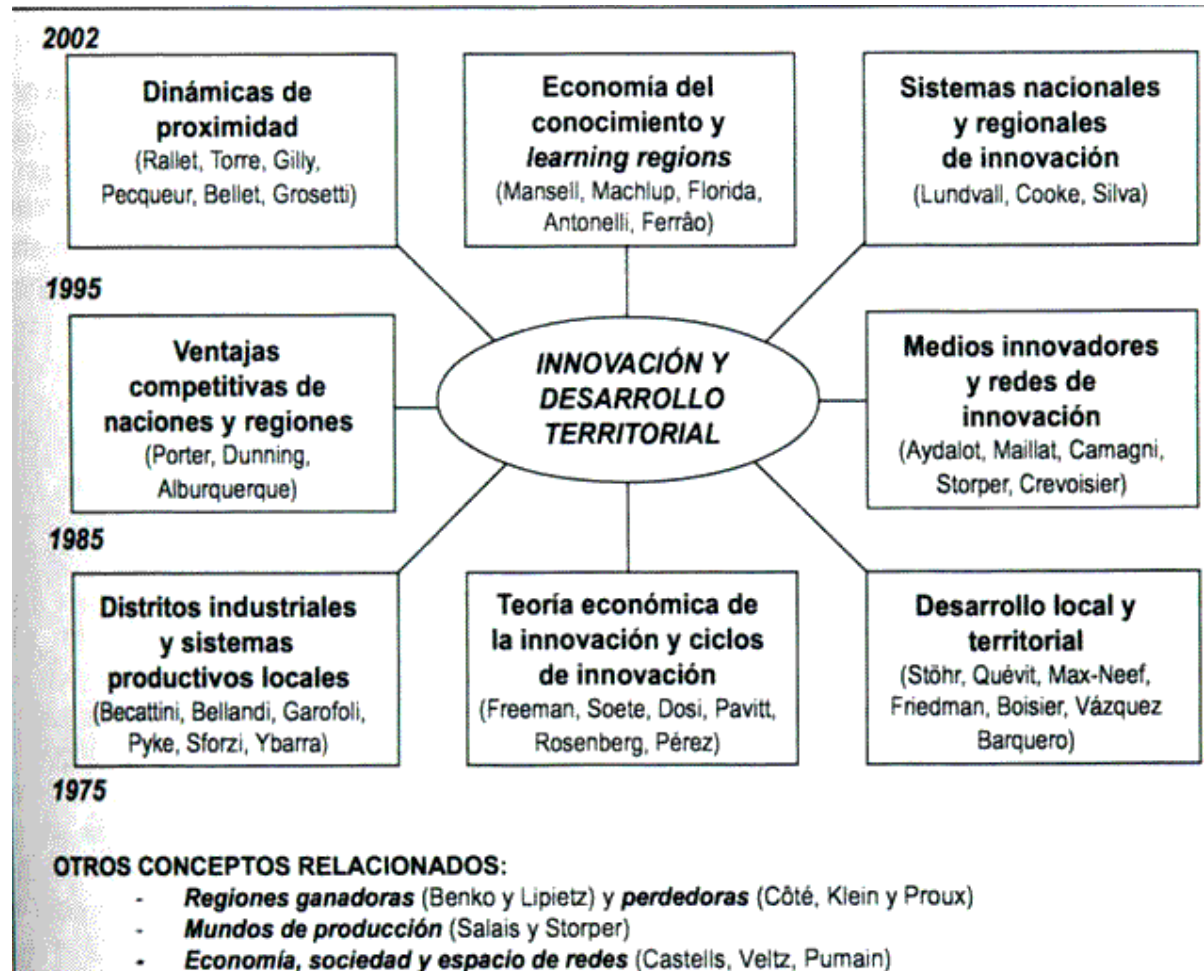 2002
Dinámicas de
proximidad
(Rallet, Torre, Gilly,
Pecqueur, Bellet, Grosetti)
Economía del
conocimiento y
learning regions
(Mansell, Machlup, Florida,
Antonelli, Ferrâo)
Sistemas nacionales
y regionales
de innovación
(Lundvall, Cooke, Silva)
1995
Ventajas
competitivas de
naciones y regiones
(Porter, Dunning,
Alburquerque)
INNOVACIÓN Y
DESARROLLO
TERRITORIAL
Medios innovadores
y redes de
innovación
(Aydalot, Maillat, Camagni,
Storper, Crevoisier)
1985
Distritos industriales
y sistemas
productivos locales
(Becattini, Bellandi, Garofoli,
Pyke, Sforzi, Ybarra)
Teoría económica de
la innovación y ciclos
de innovación
(Freeman, Soete, Dosi, Pavitt,
Rosenberg, Pérez)
Desarrollo local y
territorial
(Stöhr, Quévit, Max-Neef,
Friedman, Boisier, Vázquez
Barquero)
1975
OTROS CONCEPTOS RELACIONADOS:
- Regiones ganadoras (Benko y Lipietz) y perdedoras (Côté, Klein y Proux)
- Mundos de producción (Salais y Storper)
- Economía, sociedad y espacio de redes (Castells, Veltz, Pumain)